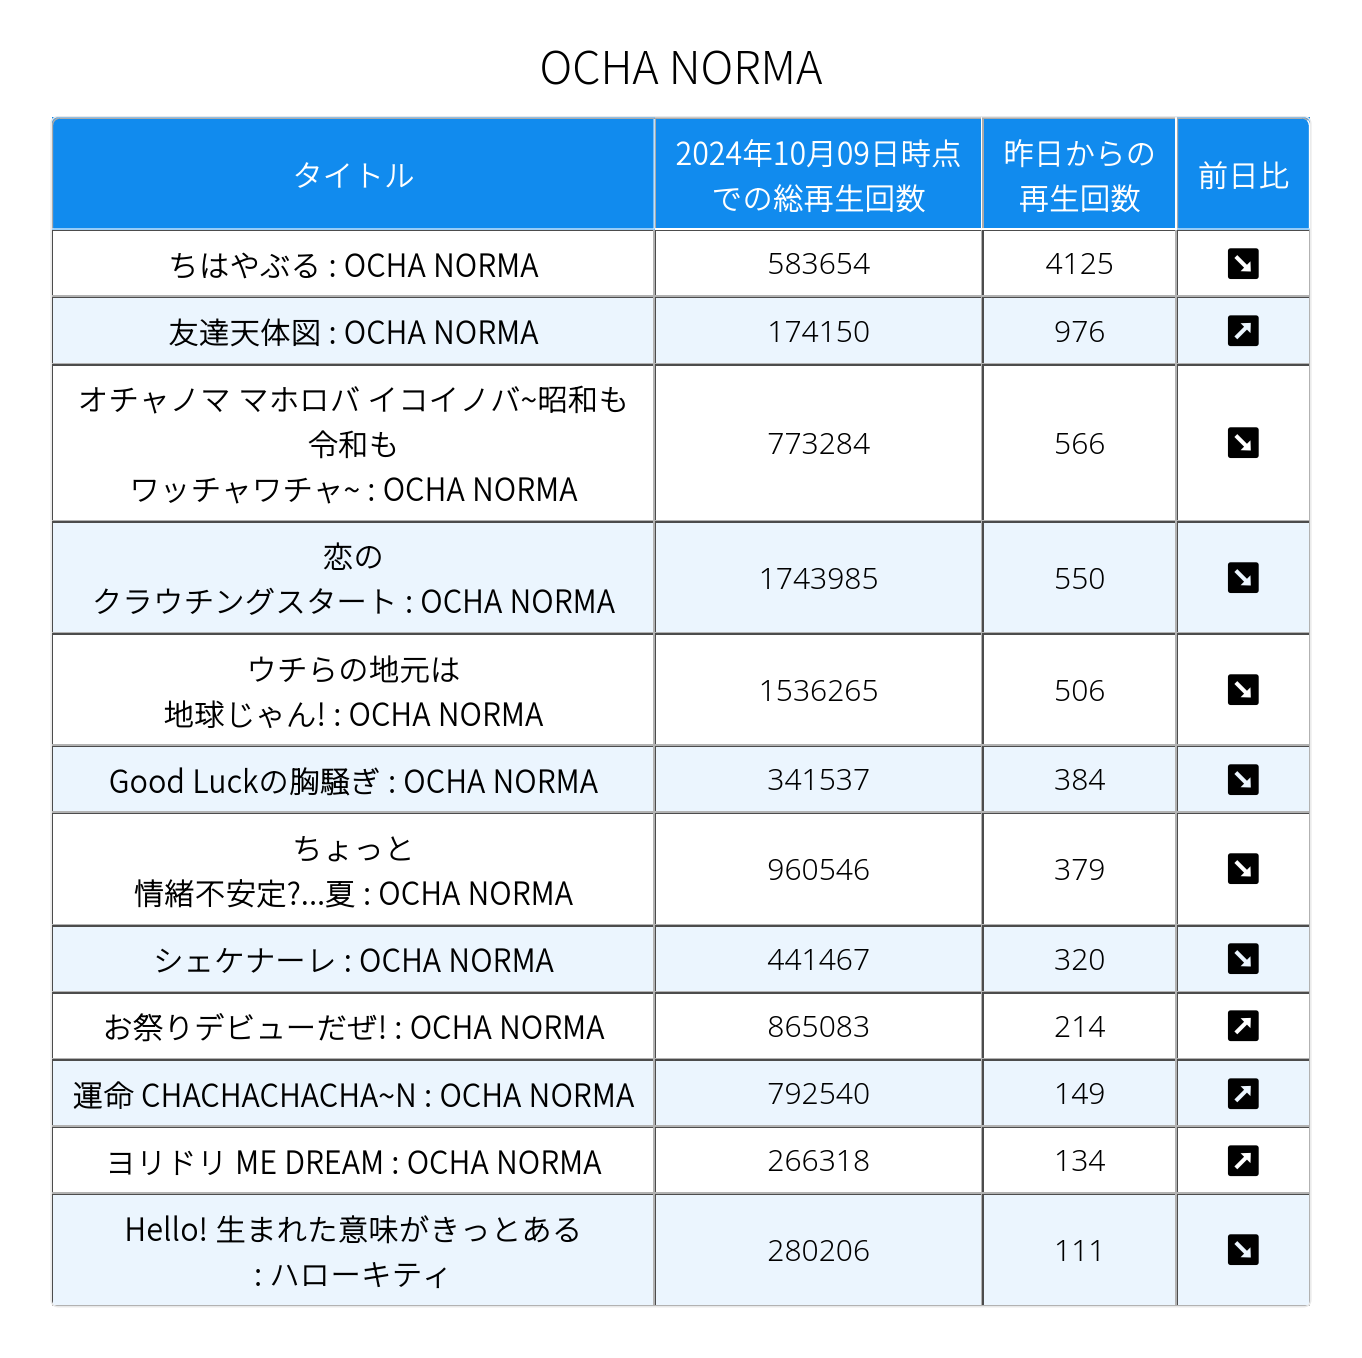 OCHA NORMA
タイトル
2024年10月09日時点
での総再生回数
昨日からの
再生回数
前日比
ちはやぶる : OCHA NORMA
583654
4125
友達天体図 : OCHA NORMA
174150
976
オチャノマ マホロバ イコイノバ~昭和も
令和も
ワッチャワチャ~ : OCHA NORMA
773284
566
恋の
クラウチングスタート : OCHA NORMA
1743985
550
ウチらの地元は
地球じゃん! : OCHA NORMA
1536265
506
Good Luckの胸騒ぎ : OCHA NORMA
341537
384
ちょっと
情緒不安定?...夏 : OCHA NORMA
960546
379
シェケナーレ : OCHA NORMA
441467
320
お祭りデビューだぜ! : OCHA NORMA
865083
214
運命 CHACHACHACHA~N : OCHA NORMA
792540
149
ヨリドリ ME DREAM : OCHA NORMA
266318
134
Hello! 生まれた意味がきっとある
: ハローキティ
280206
111